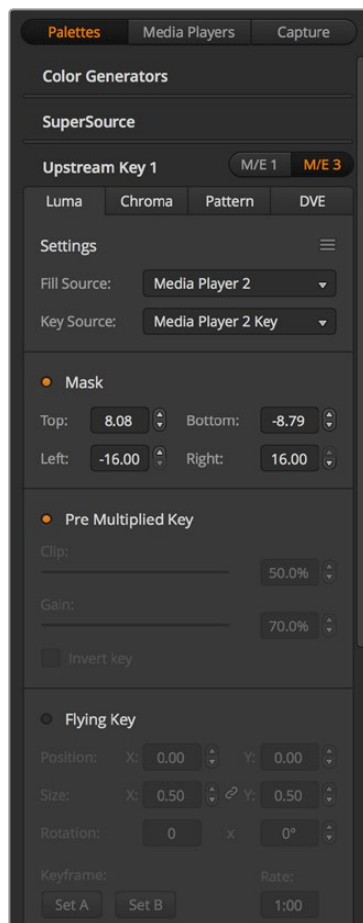 Palettes Media Players Capture
Color Generators
SuperSource
Upstream Key 1 M/E 1 M/E 3
Luma Chroma Pattern DVE
Settings
Fill Source: Media Player 2
Key Source: Media Player 2 Key
Mask
Top: 8.08 Bottom: -8.79
Left: -16.00 Right: 16.00
Pre Multiplied Key
Clip:
50.0%
Gain:
70.0%
Invert key
Flying Key
Position: X: 0.00 Y: 0.00
Size: X: 0.50 Y: 0.50
Rotation: 0 x 0°
Keyframe: Rate:
Set A Set B 1:00